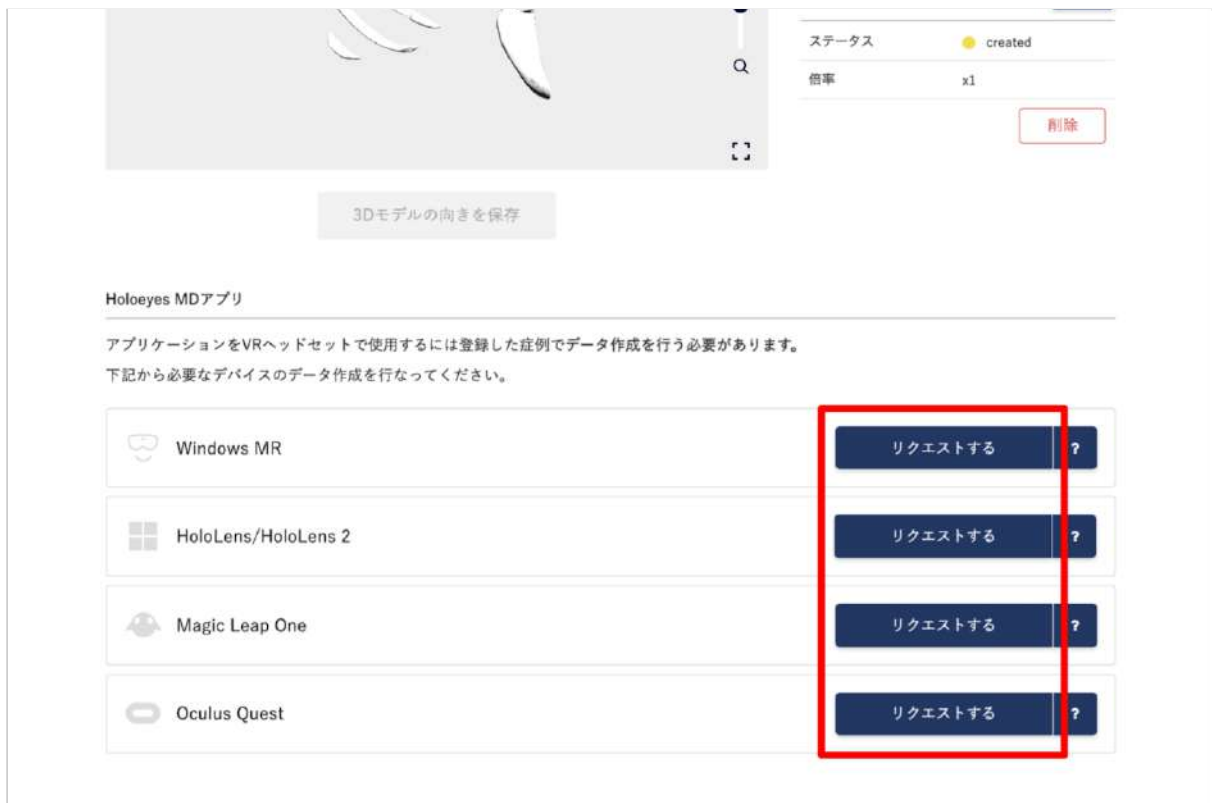 ステータス created
倍率 x1
削除
3Dモデルの向きを保存
Holoeyes MDアプリ
アプリケーションをVRヘッドセットで使用するには登録した症例でデータ作成を行う必要があります。
下記から必要なデバイスのデータ作成を行なってください。
Windows MR リクエストする ?
HoloLens/HoloLens 2 リクエストする ?
Magic Leap One リクエストする ?
Oculus Quest リクエストする ?